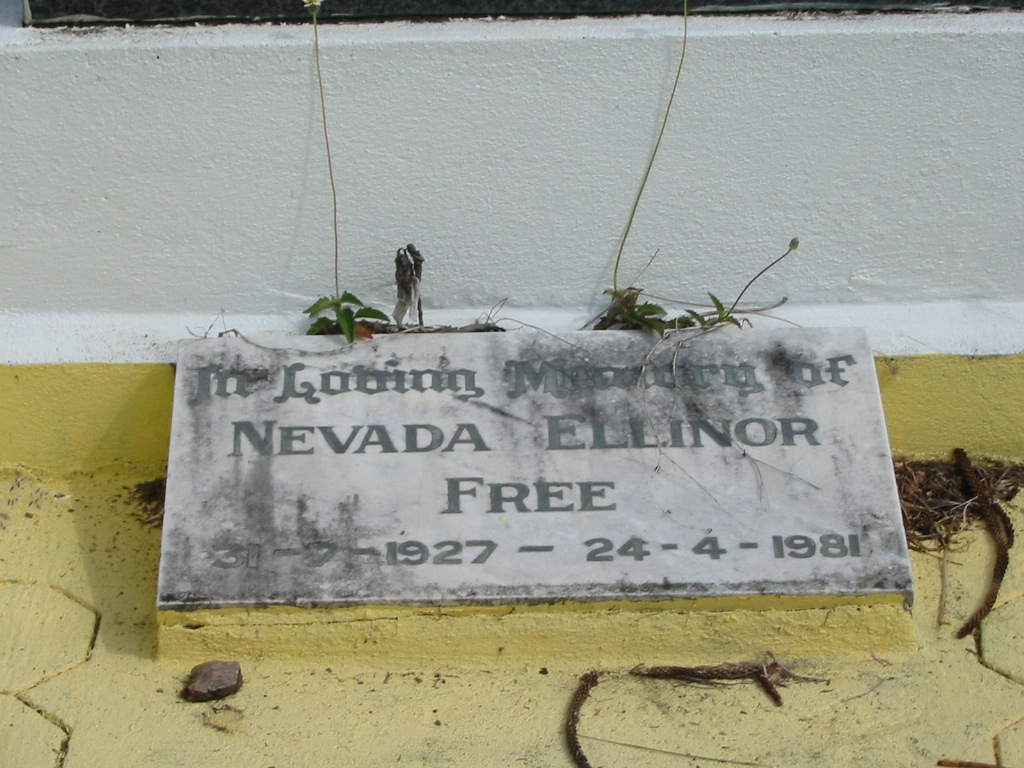 In Loving Memory of
NEVADA ELLINOR
FREE
31-7-1927 - 24-4-1981